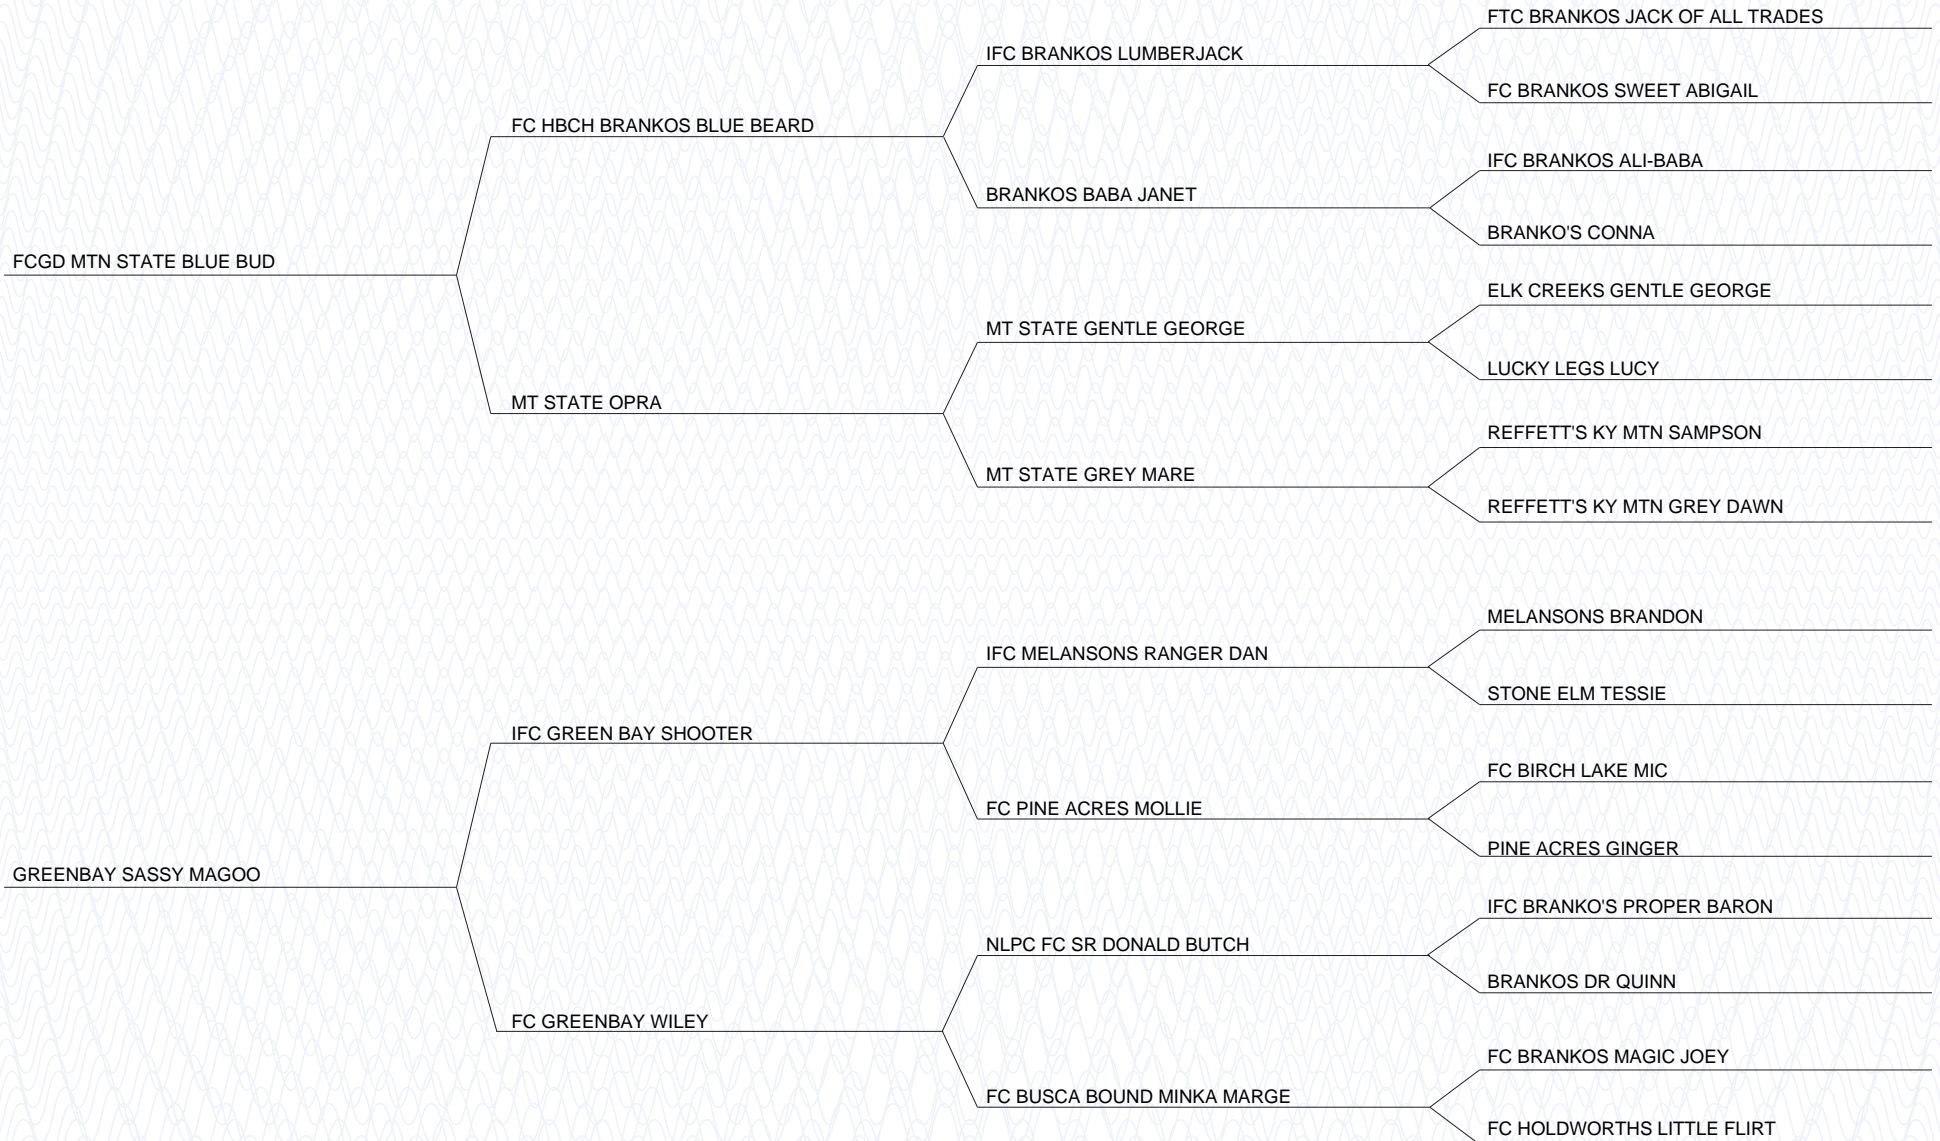 FTC BRANKOS JACK OF ALL TRADES
IFC BRANKOS LUMBERJACK
FC BRANKOS SWEET ABIGAIL
FC HBCH BRANKOS BLUE BEARD
IFC BRANKOS ALI-BABA
BRANKOS BABA JANET
BRANKO'S CONNA
FCGD MTN STATE BLUE BUD
ELK CREEKS GENTLE GEORGE
MT STATE GENTLE GEORGE
LUCKY LEGS LUCY
MT STATE OPRA
REFFETT'S KY MTN SAMPSON
MT STATE GREY MARE
REFFETT'S KY MTN GREY DAWN
MELANSONS BRANDON
IFC MELANSONS RANGER DAN
STONE ELM TESSIE
IFC GREEN BAY SHOOTER
FC BIRCH LAKE MIC
FC PINE ACRES MOLLIE
PINE ACRES GINGER
GREENBAY SASSY MAGOO
IFC BRANKO'S PROPER BARON
NLPC FC SR DONALD BUTCH
BRANKOS DR QUINN
FC GREENBAY WILEY
FC BRANKOS MAGIC JOEY
FC BUSCA BOUND MINKA MARGE
FC HOLDWORTHS LITTLE FLIRT